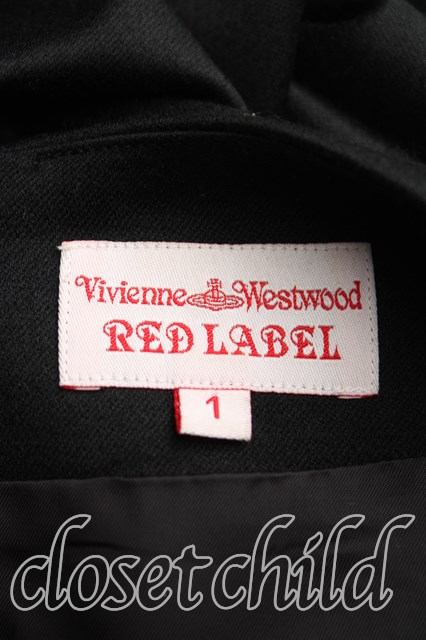 Vivienne Westwood
RED LABEL
1
closet child